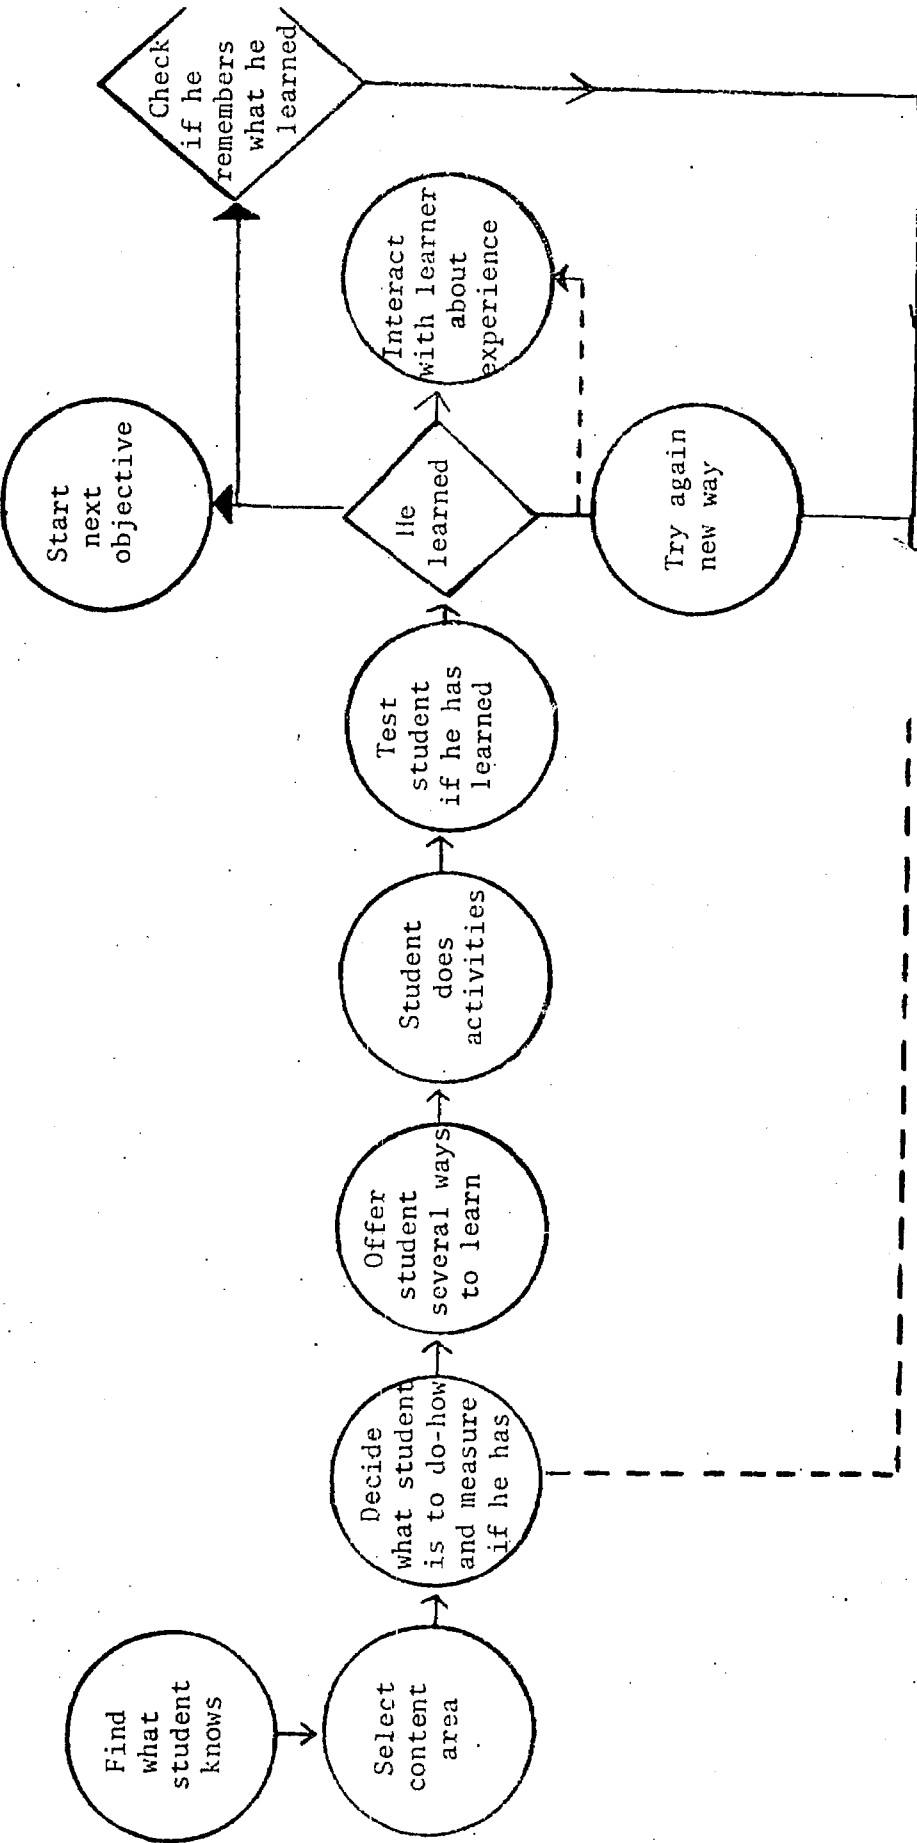 Find
what
student
knows
Select
content
area
Decide
what student
is to do-how
and measure
if he has
Offer
student
several ways
to learn
Student
does
activities
Test
student
if he has
learned
He
learned
Start
next
objective
Try again
new way
Interact
with learner
about
experience
Check
if he
remembers
what he
learned